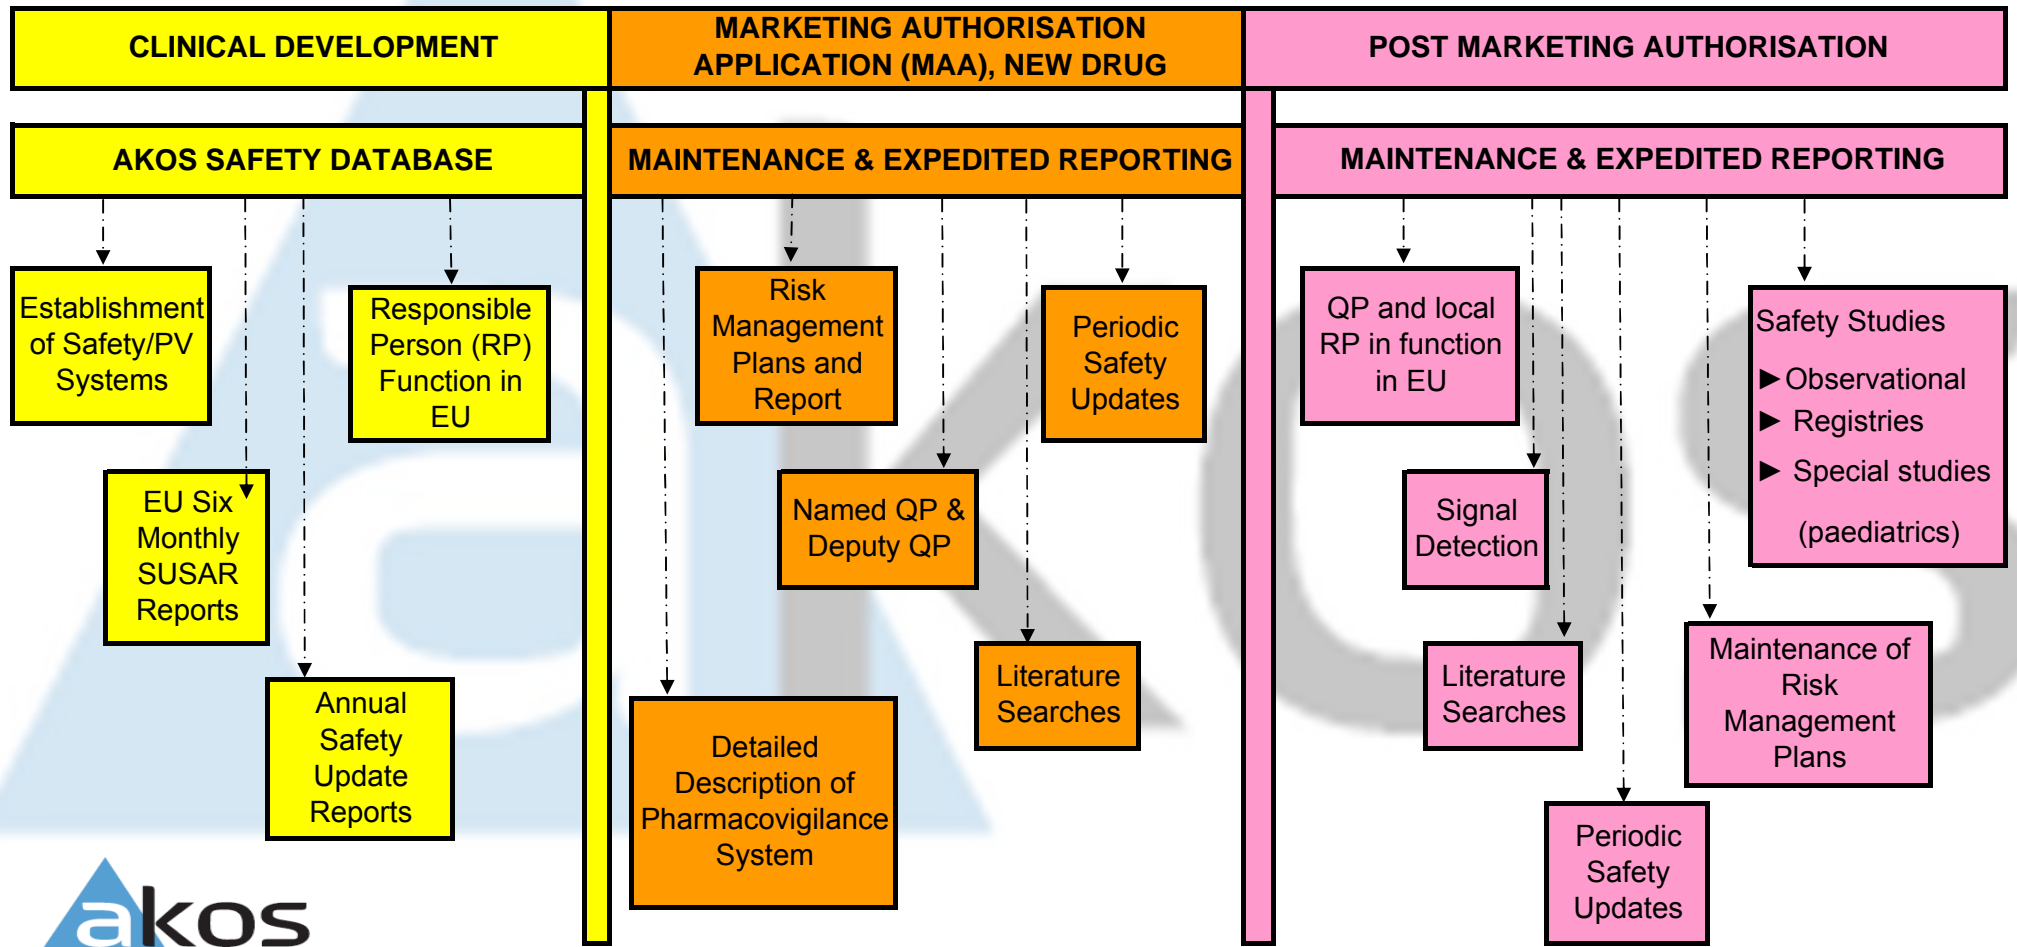 CLINICAL DEVELOPMENT
MARKETING AUTHORISATION
APPLICATION (MAA), NEW DRUG
POST MARKETING AUTHORISATION
AKOS SAFETY DATABASE
MAINTENANCE & EXPEDITED REPORTING
MAINTENANCE & EXPEDITED REPORTING
Establishment
of Safety/PV
Systems
EU Six
Monthly
SUSAR
Reports
Annual
Safety
Update
Reports
Responsible
Person (RP)
Function in
EU
Detailed
Description of
Pharmacovigilance
System
Risk
Management
Plans and
Report
Named QP &
Deputy QP
Literature
Searches
Periodic
Safety
Updates
QP and local
RP in function
in EU
Signal
Detection
Literature
Searches
Periodic
Safety
Updates
Maintenance of
Risk
Management
Plans
Safety Studies
►Observational
► Registries
► Special studies
(paediatrics)
akos
akos